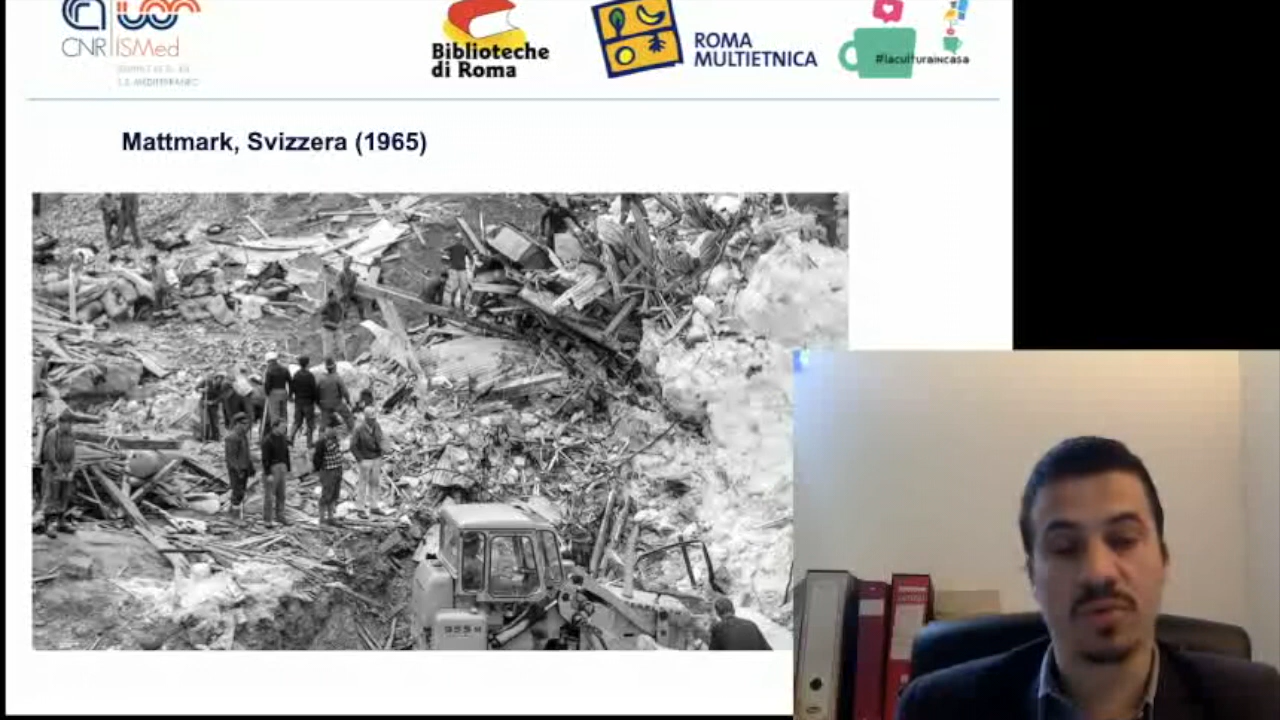 CNR ISMed
Biblioteche
di Roma
ROMA
MULTIETNICA
#laculturaincasa
Mattmark, Svizzera (1965)